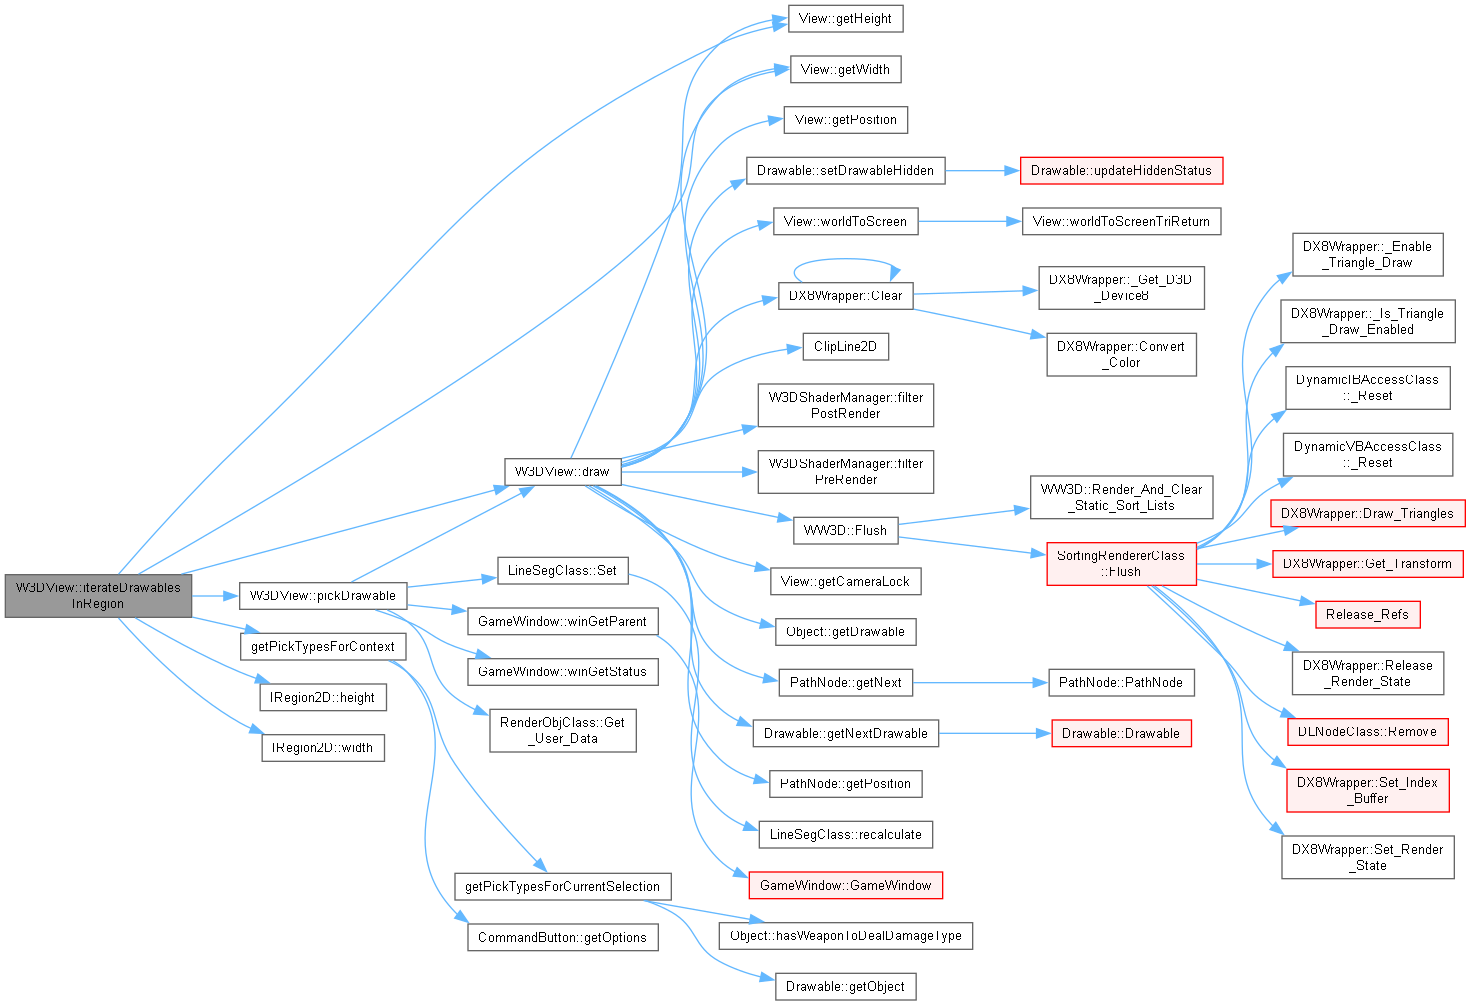 View::getHeight
View::getWidth
View::getPosition
Drawable::setDrawableHidden
Drawable::updateHiddenStatus
View::worldToScreen
View::worldToScreenTriReturn
DX8Wrapper::_Enable
_Triangle_Draw
DX8Wrapper::Clear
DX8Wrapper::_Get_D3D
_Device8
DX8Wrapper::_Is_Triangle
_Draw_Enabled
ClipLine2D
DX8Wrapper::Convert
_Color
DynamicIBAccessClass
::_Reset
W3DShaderManager::filter
PostRender
DynamicVBAccessClass
::_Reset
W3DView::draw
W3DShaderManager::filter
PreRender
WW3D::Render_And_Clear
_Static_Sort_Lists
DX8Wrapper::Draw_Triangles
WW3D::Flush
SortingRendererClass
::Flush
DX8Wrapper::Get_Transform
W3DView::iterateDrawables
InRegion
W3DView::pickDrawable
LineSegClass::Set
View::getCameraLock
Release_Refs
GameWindow::winGetParent
Object::getDrawable
getPickTypesForContext
GameWindow::winGetStatus
PathNode::getNext
PathNode::PathNode
DX8Wrapper::Release
_Render_State
IRegion2D::height
RenderObjClass::Get
_User_Data
Drawable::getNextDrawable
Drawable::Drawable
DLNodeClass::Remove
IRegion2D::width
PathNode::getPosition
DX8Wrapper::Set_Index
_Buffer
LineSegClass::recalculate
DX8Wrapper::Set_Render
_State
getPickTypesForCurrentSelection
GameWindow::GameWindow
CommandButton::getOptions
Object::hasWeaponToDealDamageType
Drawable::getObject